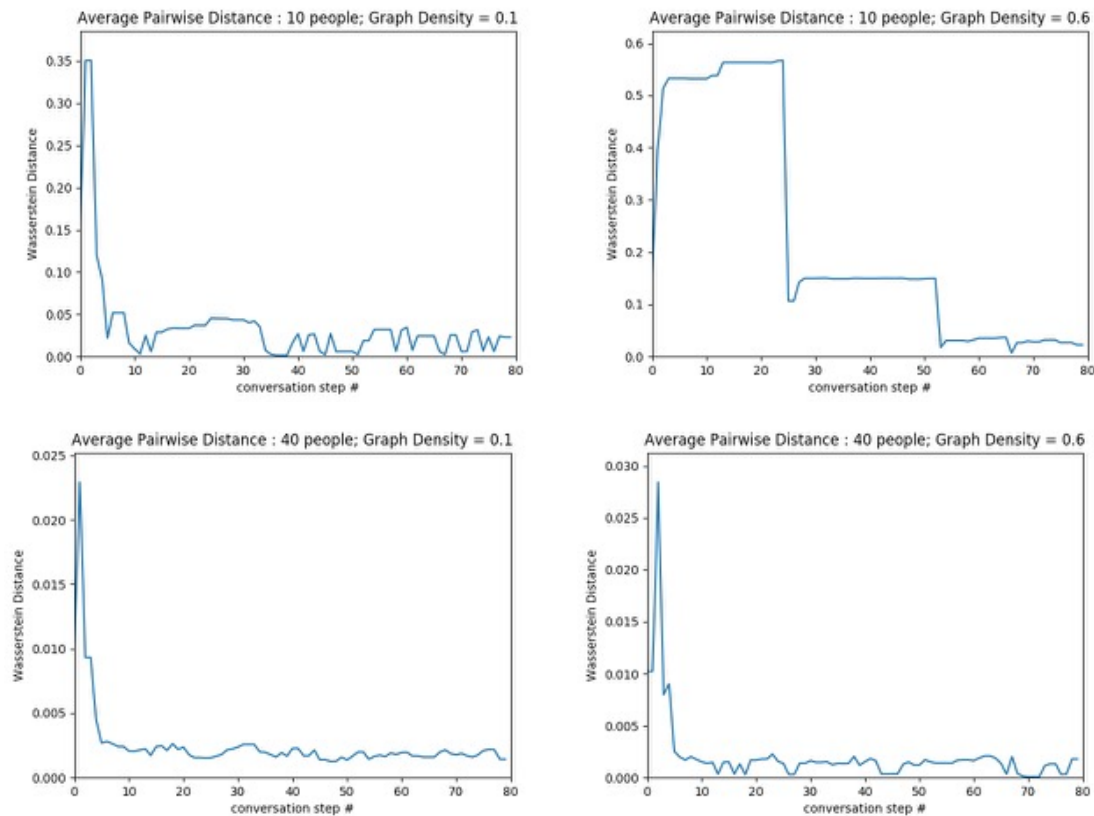 Average Pairwise Distance : 10 people; Graph Density = 0.1
0.35
0.30
0.25
0.20
0.15
0.10
0.05
0.00
Wasserstein Distance
0 10 20 30 40 50 60 70 80
conversation step #
Average Pairwise Distance : 10 people; Graph Density = 0.6
0.6
0.5
0.4
0.3
0.2
0.1
0.0
Wasserstein Distance
0 10 20 30 40 50 60 70 80
conversation step #
Average Pairwise Distance : 40 people; Graph Density = 0.1
0.025
0.020
0.015
0.010
0.005
0.000
Wasserstein Distance
0 10 20 30 40 50 60 70 80
conversation step #
Average Pairwise Distance : 40 people; Graph Density = 0.6
0.030
0.025
0.020
0.015
0.010
0.005
0.000
Wasserstein Distance
0 10 20 30 40 50 60 70 80
conversation step #